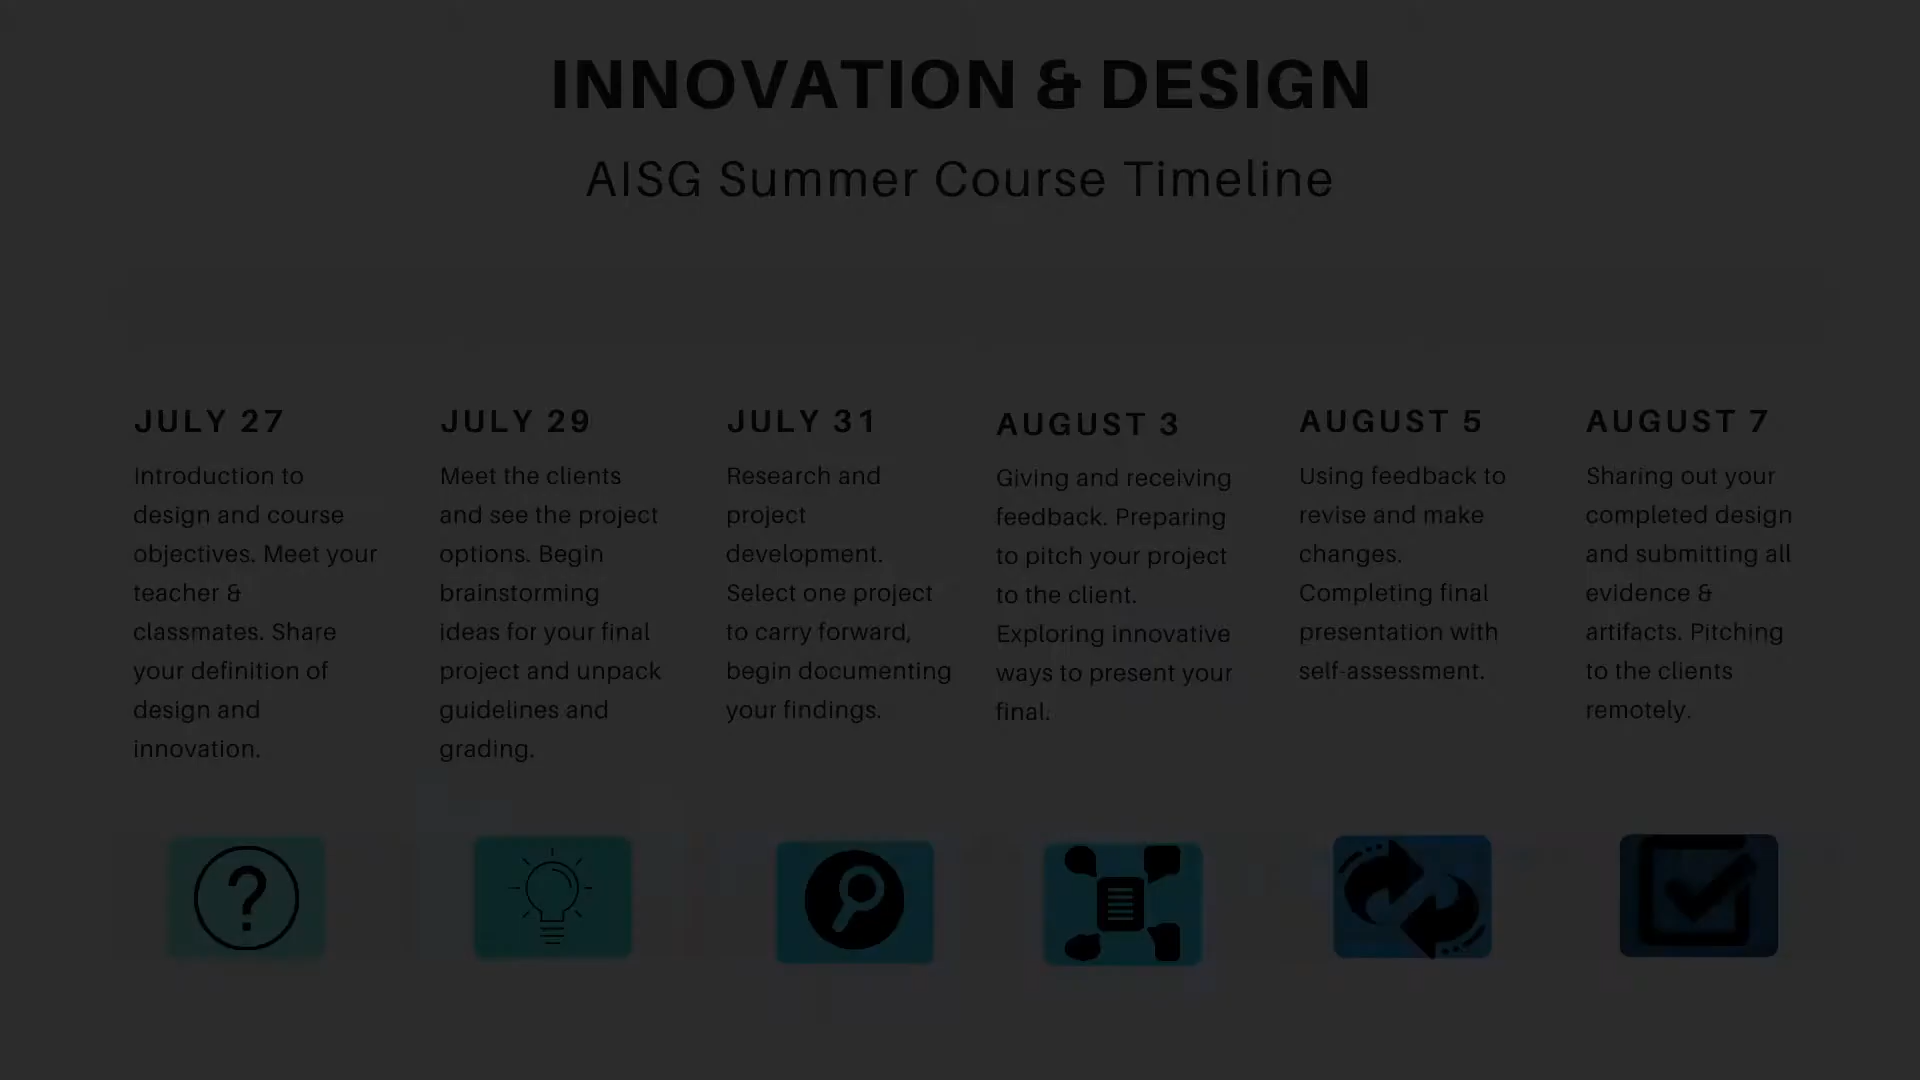 INNOVATION & DESIGN
AISG Summer Course Timeline
JULY 27
Introduction to
design and course
objectives. Meet your
teacher &
classmates. Share
your definition of
design and
innovation.
JULY 29
Meet the clients
and see the project
options. Begin
brainstorming
ideas for your final
project and unpack
guidelines and
grading.
JULY 31
Research and
project
development.
Select one project
to carry forward,
begin documenting
your findings.
AUGUST 3
Giving and receiving
feedback. Preparing
to pitch your project
to the client.
Exploring innovative
ways to present your
final.
AUGUST 5
Using feedback to
revise and make
changes.
Completing final
presentation with
self-assessment.
AUGUST 7
Sharing out your
completed design
and submitting all
evidence &
artifacts. Pitching
to the clients
remotely.
?